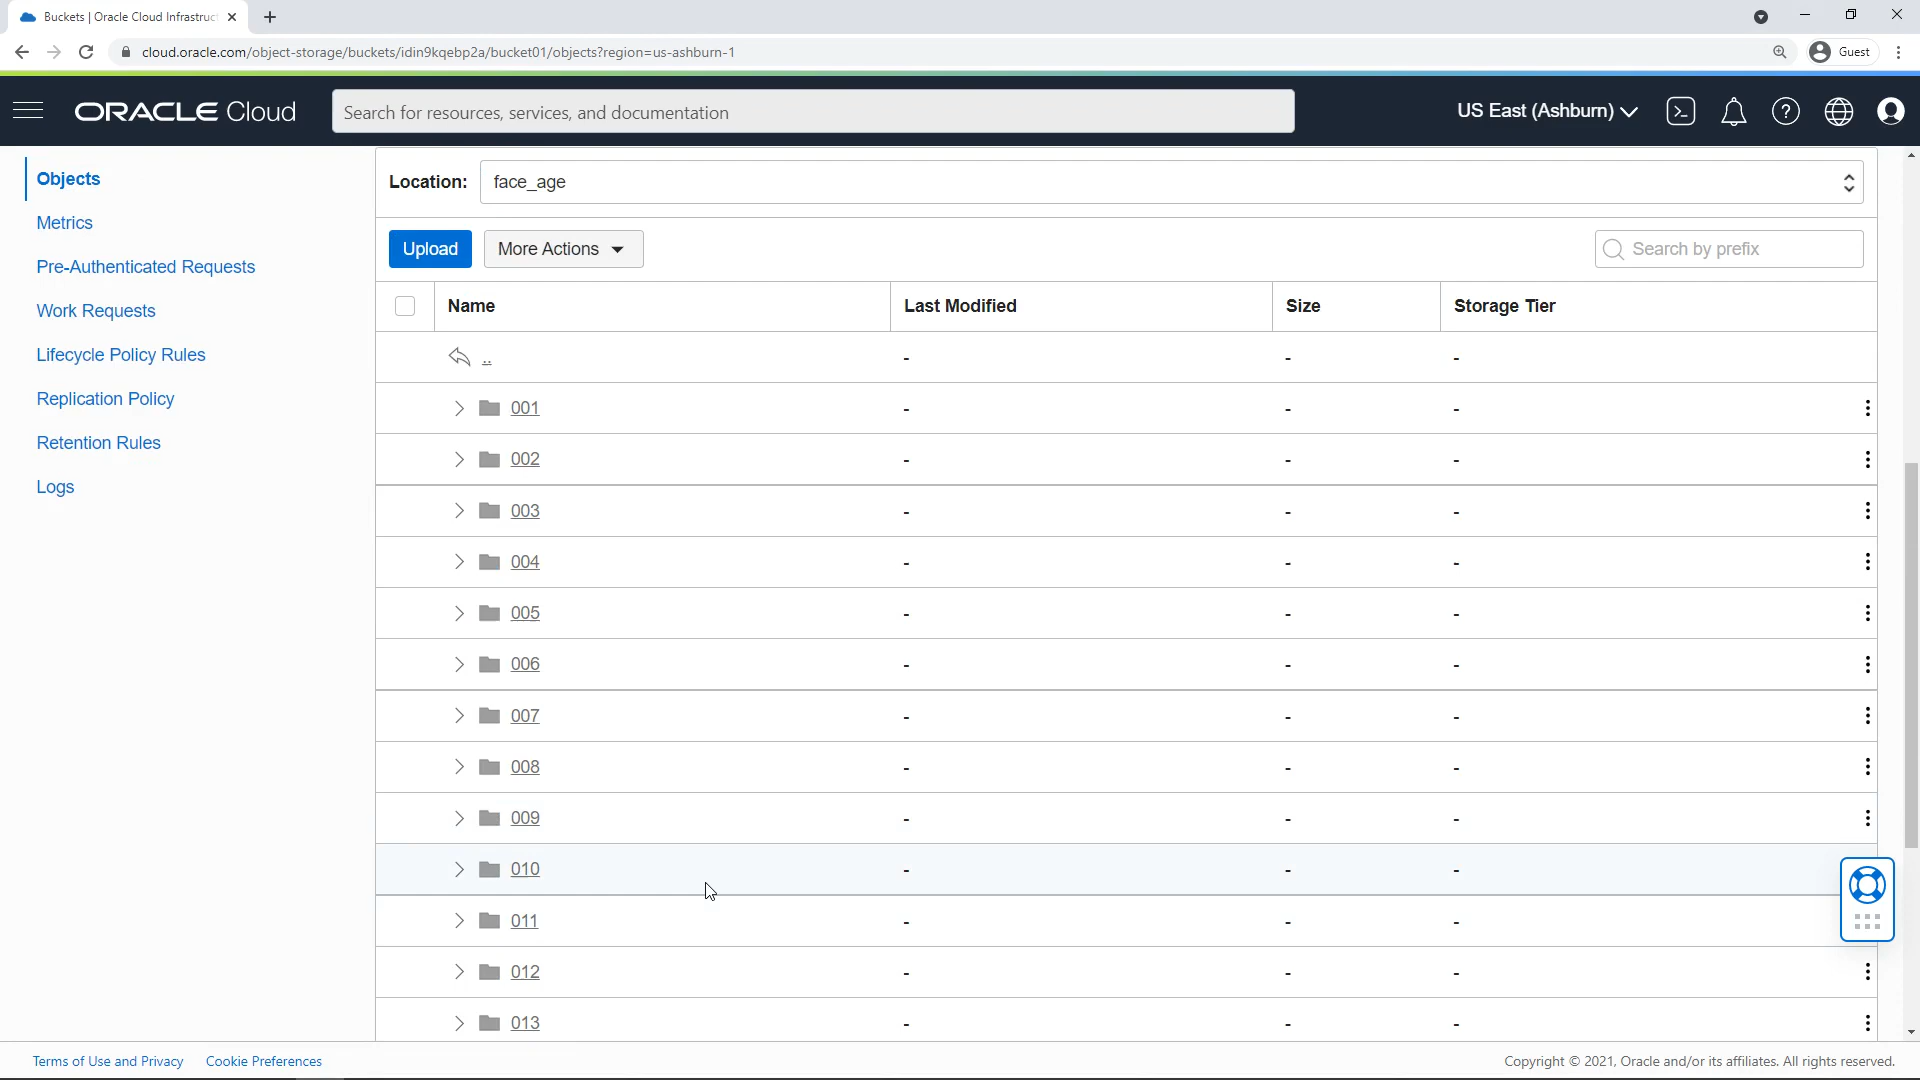 Buckets | Oracle Cloud Infrastruct
cloud.oracle.com/object-storage/buckets/idin9kqebp2a/bucket01/objects?region=us-ashburn-1
Guest
ORACLE Cloud
Search for resources, services, and documentation
US East (Ashburn)
Objects
Metrics
Pre-Authenticated Requests
Work Requests
Lifecycle Policy Rules
Replication Policy
Retention Rules
Logs
Location: face_age
Upload
More Actions
Search by prefix
Name Last Modified Size Storage Tier
.. - - -
001 - - -
002 - - -
003 - - -
004 - - -
005 - - -
006 - - -
007 - - -
008 - - -
009 - - -
010 - - -
011 - - -
012 - - -
013 - - -
Terms of Use and Privacy Cookie Preferences
Copyright © 2021, Oracle and/or its affiliates. All rights reserved.